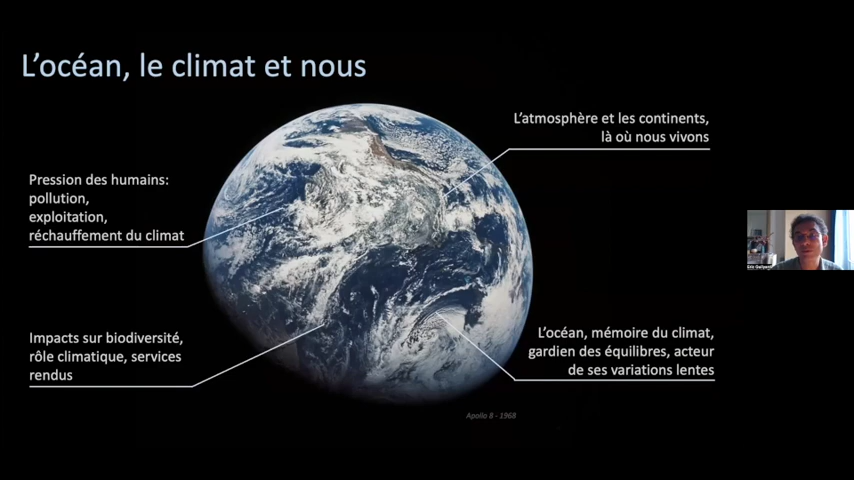 L'océan, le climat et nous
L'atmosphère et les continents,
là où nous vivons
Pression des humains:
pollution,
exploitation,
réchauffement du climat
Impacts sur biodiversité,
rôle climatique, services
rendus
L'océan, mémoire du climat,
gardien des équilibres, acteur
de ses variations lentes
Apollo 8 - 1968